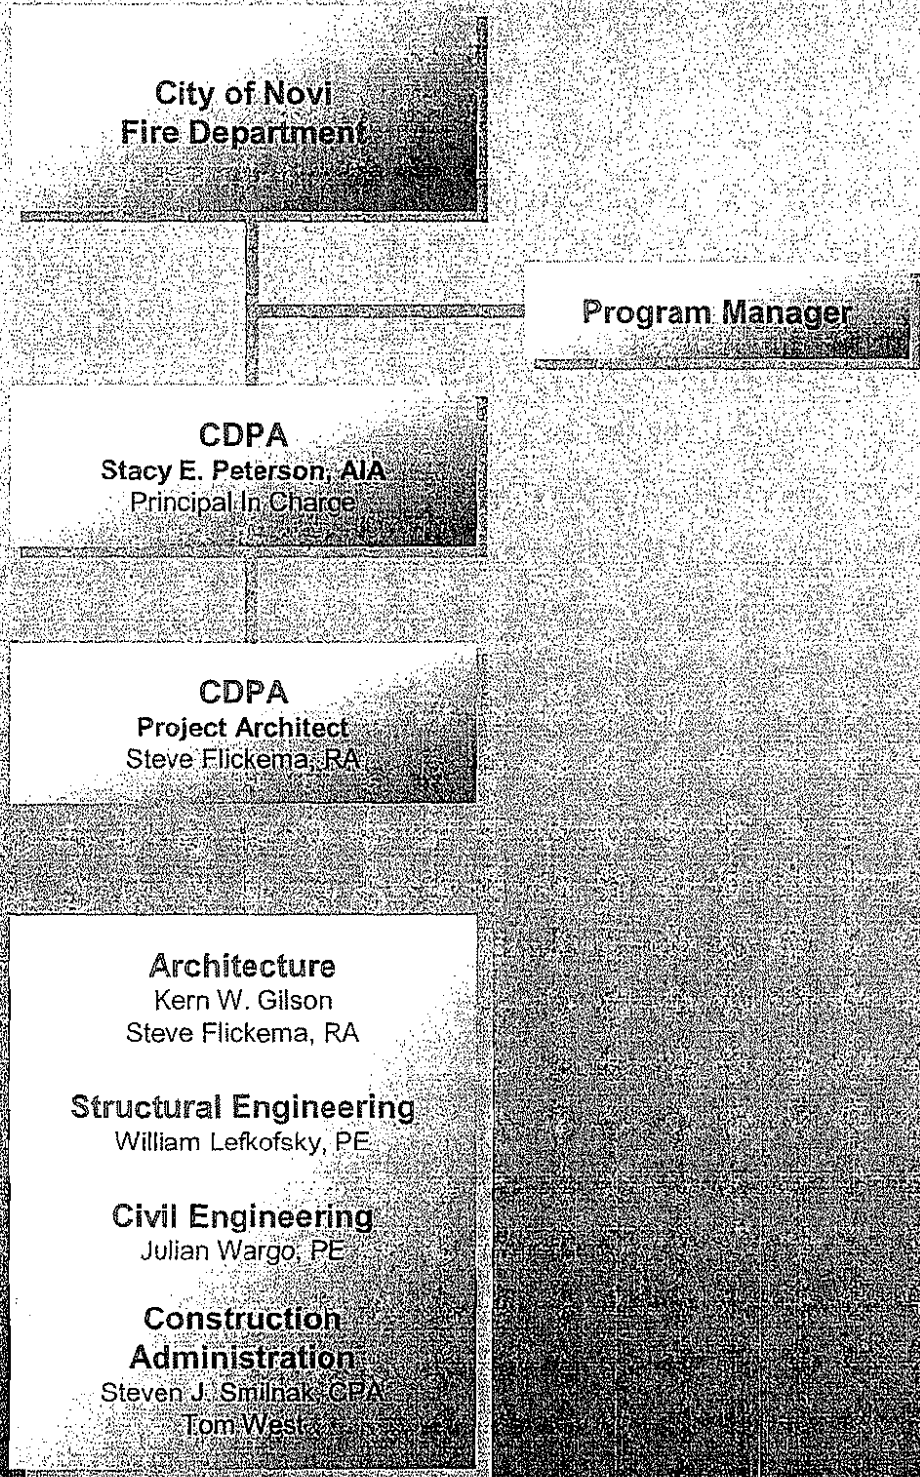 City of Novi
Fire Department
Program Manager
CDPA
Stacy E. Peterson, AIA
Principal In Charge
CDPA
Project Architect
Steve Flickema, RA
Architecture
Kern W. Gilson
Steve Flickema, RA
Structural Engineering
William Lefkofsky, PE
Civil Engineering
Julian Wargo, PE
Construction
Administration
Steven J. Smilnak, CPA
Tom West